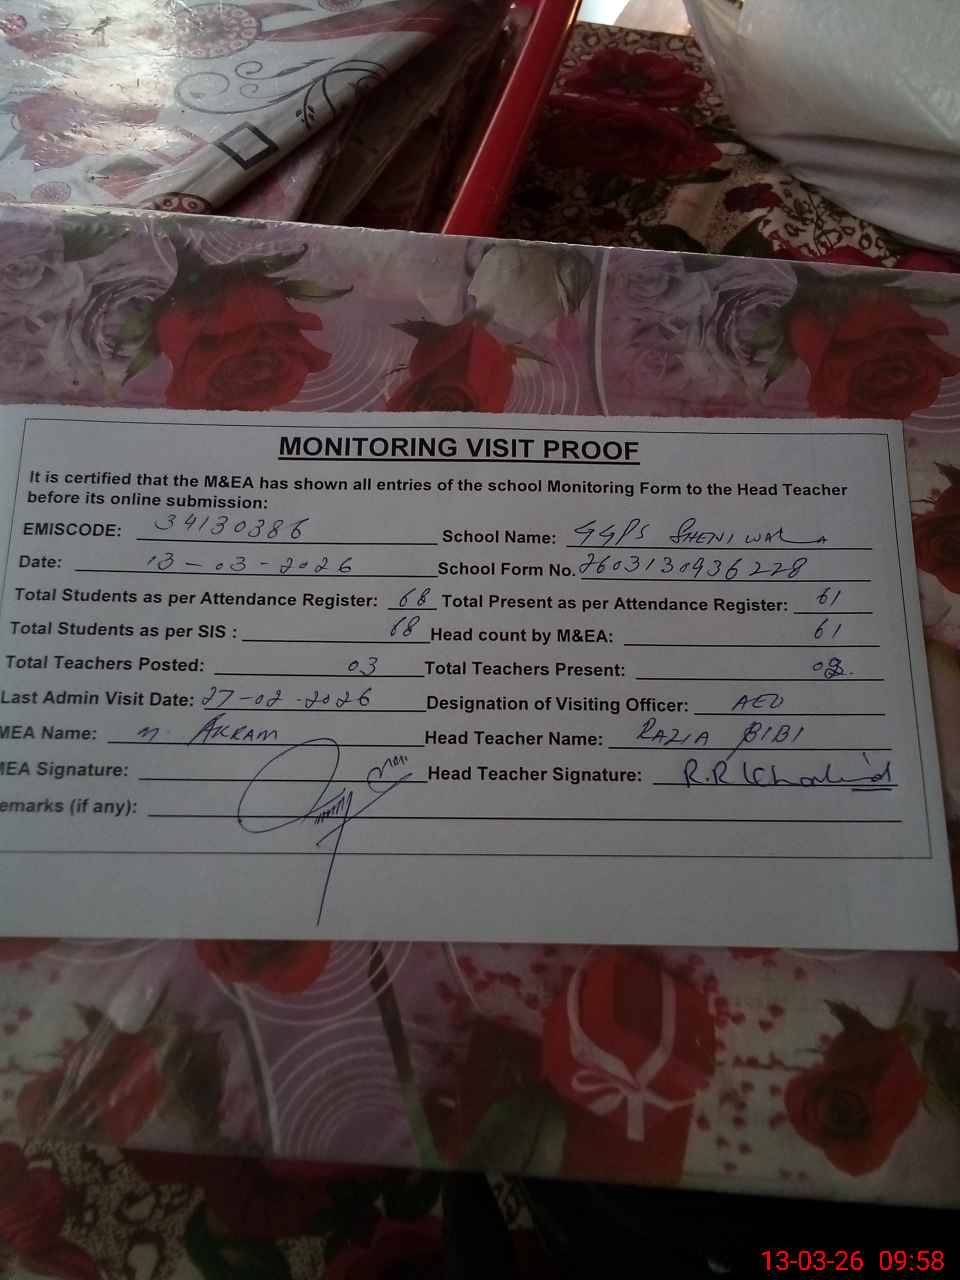 MONITORING VISIT PROOF
It is certified that the M&EA has shown all entries of the school Monitoring Form to the Head Teacher
before its online submission:
EMISCODE: 34130386 School Name: GGPS SHENIWALA
Date: 13-03-2026 School Form No. 2603130936228
Total Students as per Attendance Register: 68 Total Present as per Attendance Register: 61
Total Students as per SIS : 68 Head count by M&EA: 61
Total Teachers Posted: 03 Total Teachers Present:
Last Admin Visit Date: 27-02-2026 Designation of Visiting Officer: AEO
MEA Name: M. AKRAM Head Teacher Name: RAZIA BIBI
MEA Signature: Head Teacher Signature: R.R
emarks (if any):
13-03-26 09:58